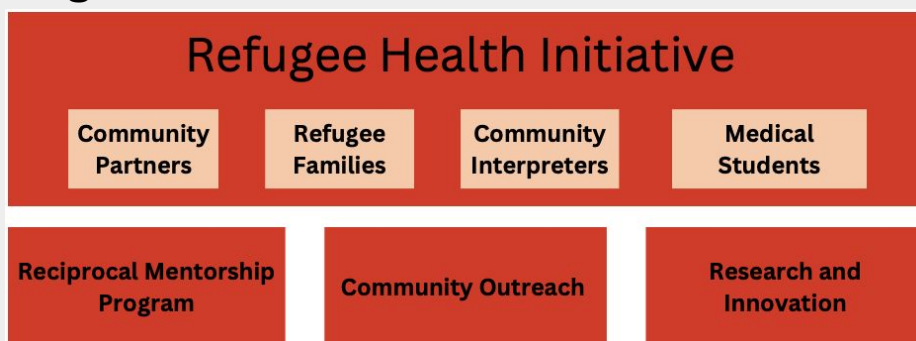 Refugee Health Initiative
Community
Partners
Refugee
Families
Community
Interpreters
Medical
Students
Reciprocal Mentorship
Program
Community Outreach
Research and
Innovation